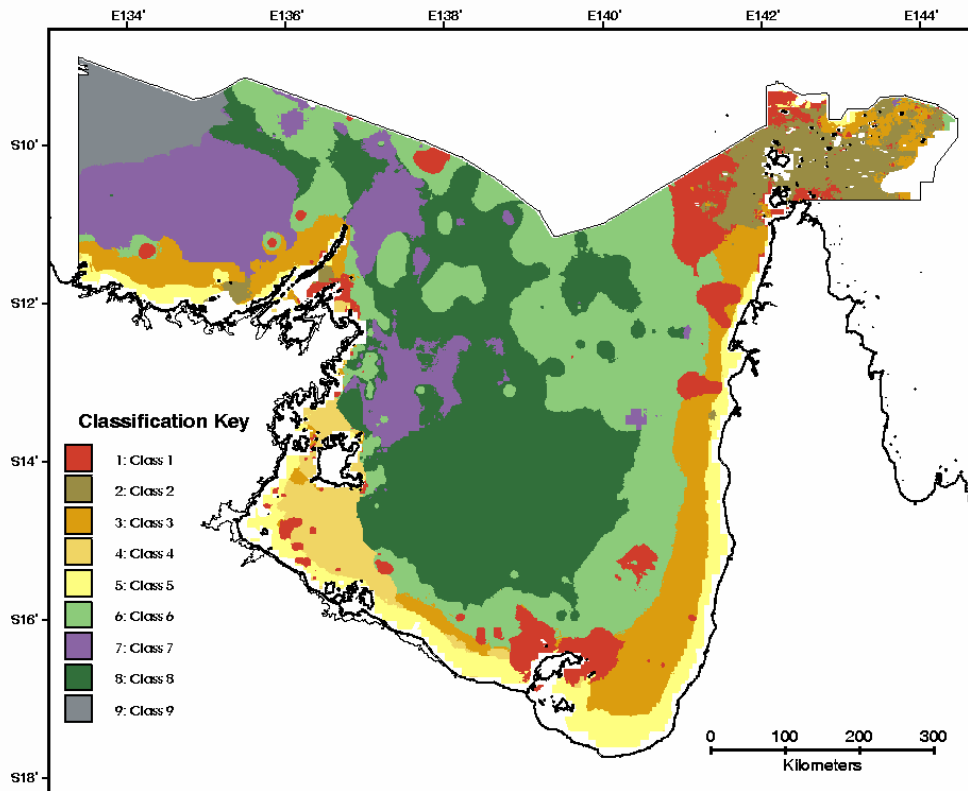 E134' E136' E138' E140' E142' E144'
S10'
S12'
S14'
S16'
S18'
Classification Key
1: Class 1
2: Class 2
3: Class 3
4: Class 4
5: Class 5
6: Class 6
7: Class 7
8: Class 8
9: Class 9
0 100 200 300
Kilometers